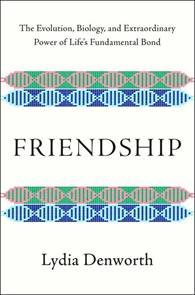 The Evolution, Biology, and Extraordinary
Power of Life's Fundamental Bond
FRIENDSHIP
Lydia Denworth